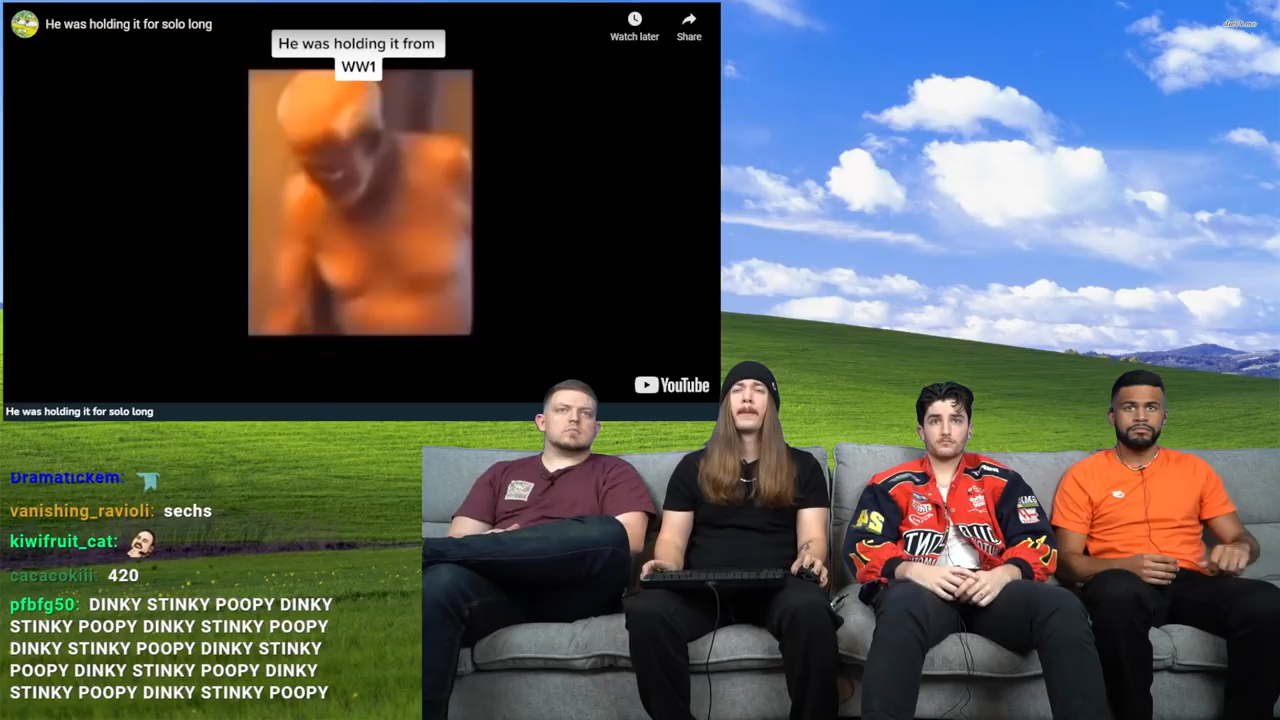 He was holding it for solo long
Watch later
Share
He was holding it from
WW1
YouTube
He was holding it for solo long
DramaticKem:
vanishing_ravioli: sechs
kiwifruit_cat:
cacacokiii: 420
pfbfg50: DINKY STINKY POOPY DINKY
STINKY POOPY DINKY STINKY POOPY
DINKY STINKY POOPY DINKY STINKY
POOPY DINKY STINKY POOPY DINKY
STINKY POOPY DINKY STINKY POOPY